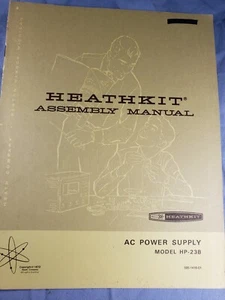 HEATHKIT®
ASSEMBLY MANUAL
HEATHKIT
AC POWER SUPPLY
MODEL HP-23B